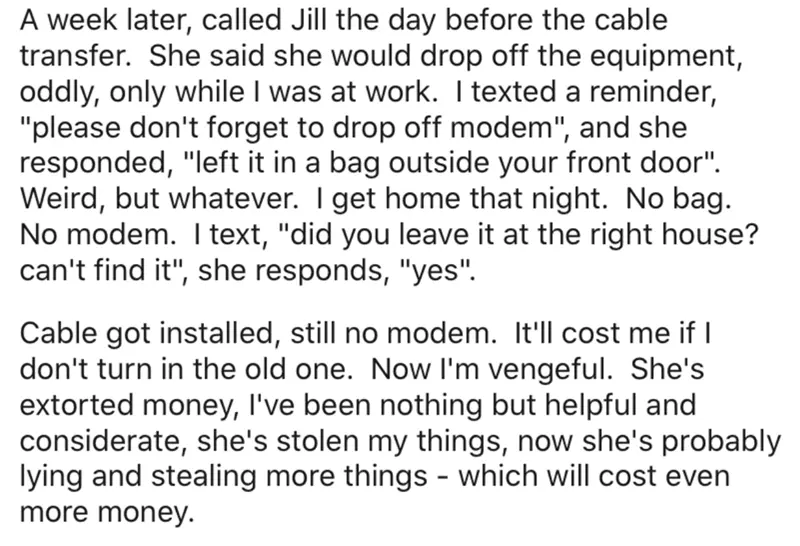 A week later, called Jill the day before the cable
transfer.  She said she would drop off the equipment,
oddly, only while I was at work.  I texted a reminder,
"please don't forget to drop off modem", and she
responded, "left it in a bag outside your front door".
Weird, but whatever.  I get home that night.  No bag.
No modem.  I text, "did you leave it at the right house?
can't find it", she responds, "yes".
Cable got installed, still no modem.  It'll cost me if I
don't turn in the old one.  Now I'm vengeful.  She's
extorted money, I've been nothing but helpful and
considerate, she's stolen my things, now she's probably
lying and stealing more things - which will cost even
more money.